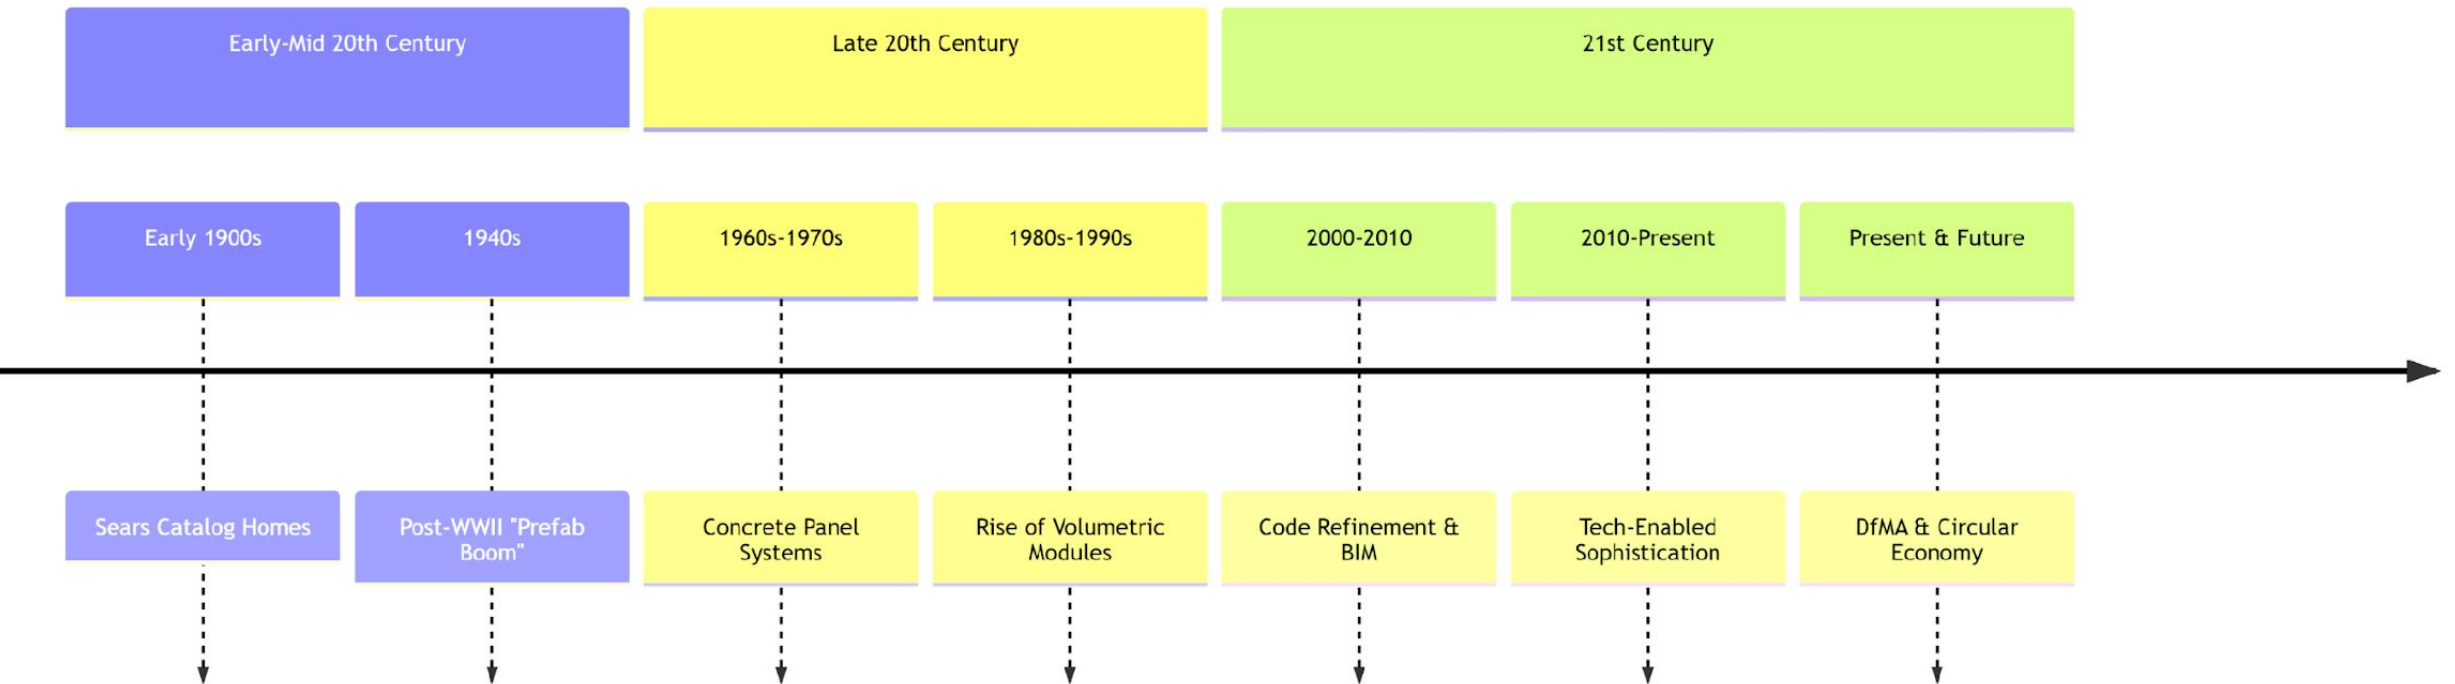 Early-Mid 20th Century
Late 20th Century
21st Century
Early 1900s
1940s
1960s-1970s
1980s-1990s
2000-2010
2010-Present
Present & Future
Sears Catalog Homes
Post-WWII "Prefab
Boom"
Concrete Panel
Systems
Rise of Volumetric
Modules
Code Refinement &
BIM
Tech-Enabled
Sophistication
DfMA & Circular
Economy